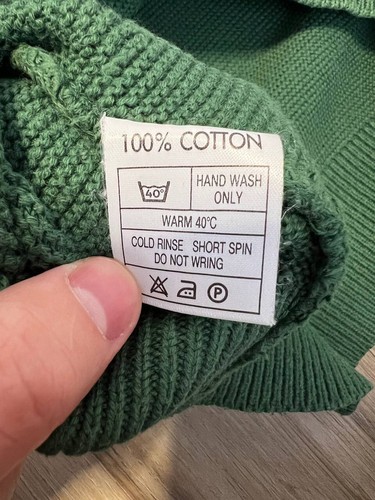 100% COTTON
40°
HAND WASH
ONLY
WARM 40°C
COLD RINSE SHORT SPIN
DO NOT WRING
P